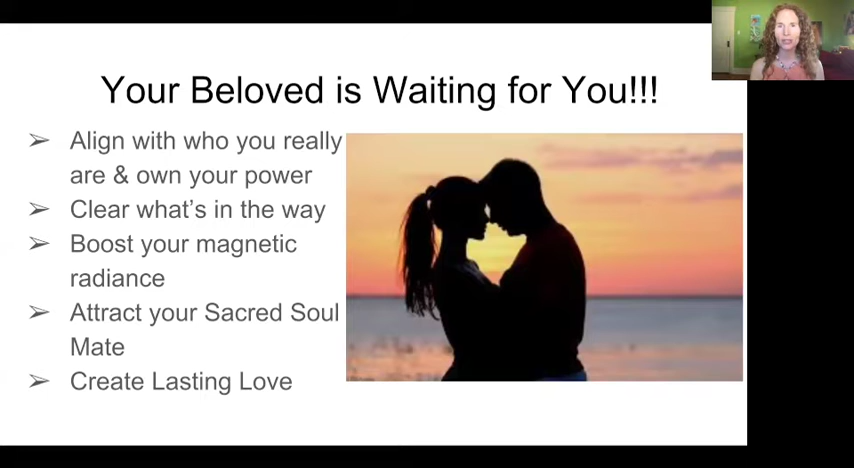 Your Beloved is Waiting for You!!!
➢ Align with who you really
are & own your power
➢ Clear what’s in the way
➢ Boost your magnetic
radiance
➢ Attract your Sacred Soul
Mate
➢ Create Lasting Love